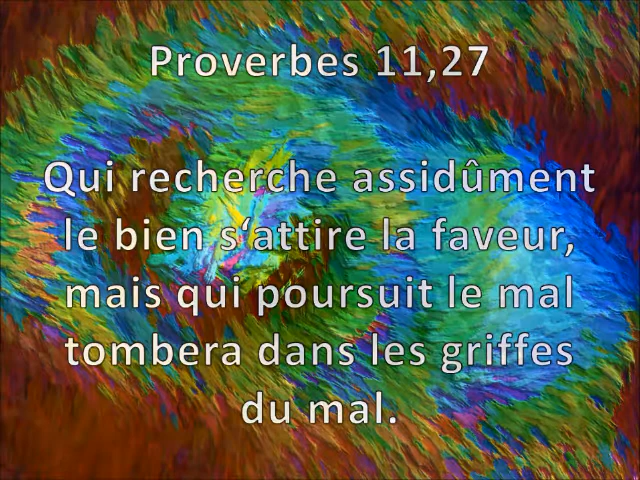 Proverbes 11,27
Qui recherche assidûment
le bien s‘attire la faveur,
mais qui poursuit le mal
tombera dans les griffes
du mal.